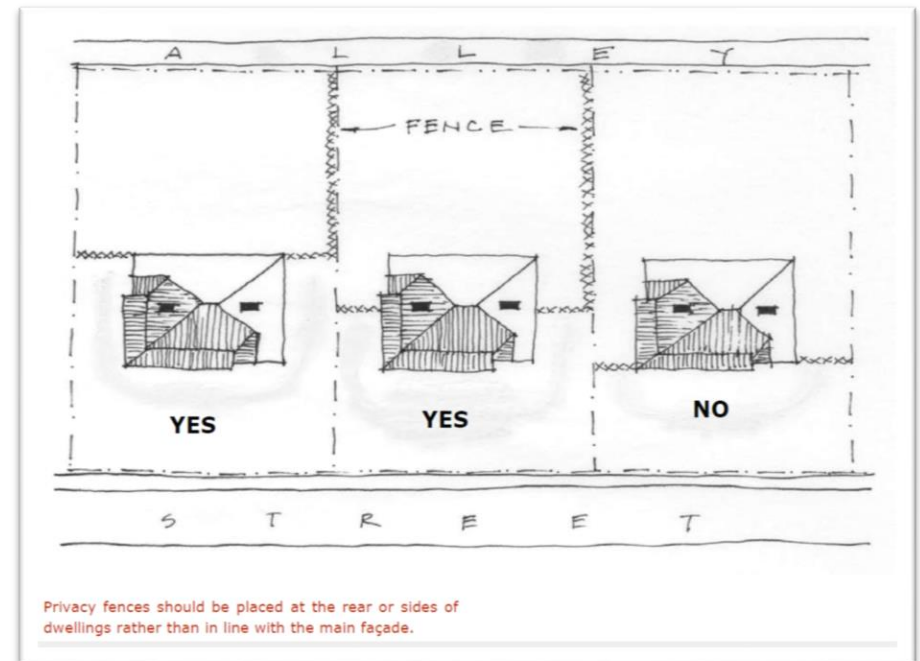 A L L E Y
FENCE
YES
YES
NO
S T R E E T
Privacy fences should be placed at the rear or sides of
dwellings rather than in line with the main façade.